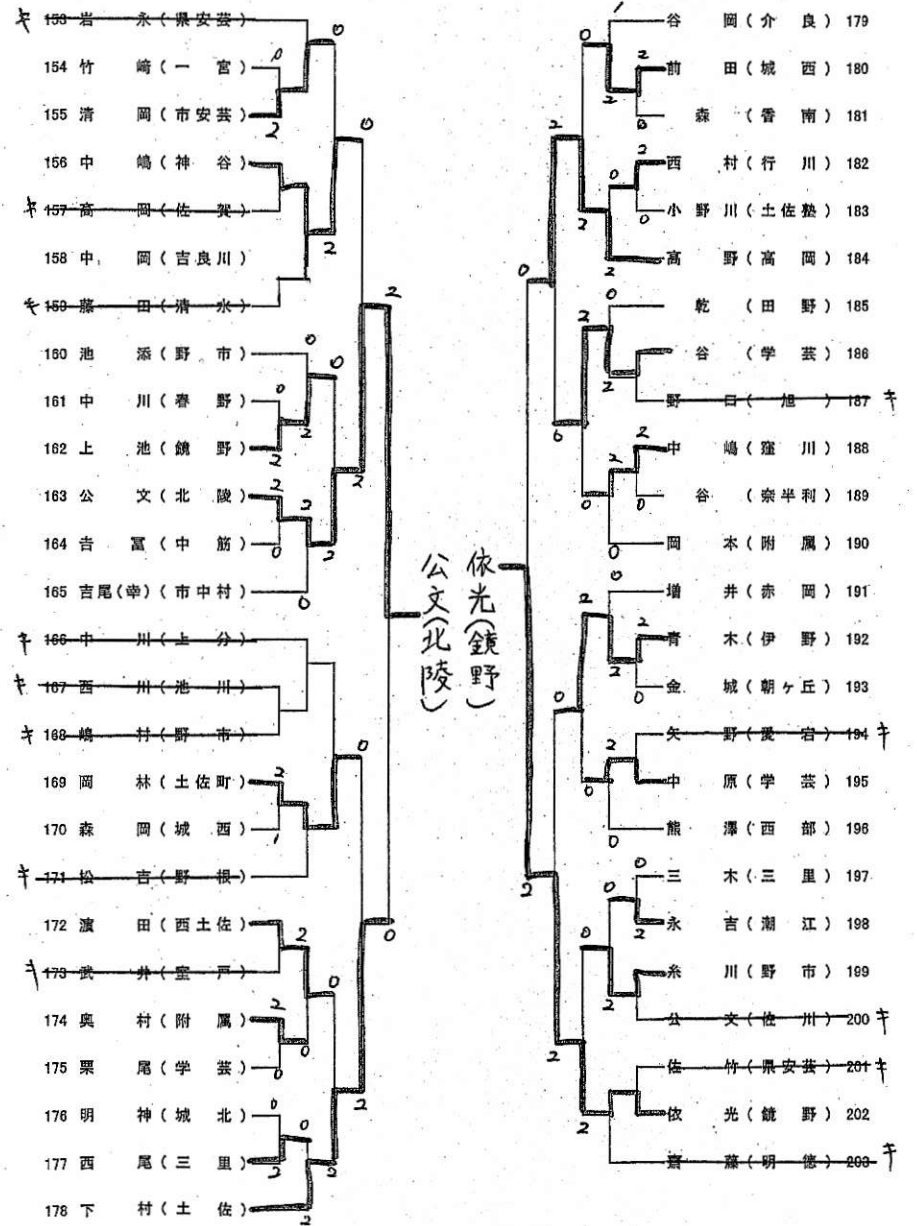 キ 153 岩 永(県安芸)
154 竹 﨑(一 宮)
155 清 岡(市安芸)
156 中 嶋(神 谷)
キ 157 高 岡(佐 賀)
158 中 岡(吉良川)
キ 159 藤 田(清 水)
160 池 添(野 市)
161 中 川(春 野)
162 上 池(鏡 野)
163 公 文(北 陵)
164 吉 冨(中 筋)
165 吉尾(幸)(市中村)
キ 166 中 川(上 分)
キ 167 西 川(池 川)
キ 168 嶋 村(野 市)
169 岡 林(土佐町)
170 森 岡(城 西)
キ 171 松 吉(野 根)
172 濵 田(西土佐)
キ 173 武 井(室 戸)
174 奥 村(附 属)
175 栗 尾(学 芸)
176 明 神(城 北)
177 西 尾(三 里)
178 下 村(土 佐)
公文(北陵)
依光(鏡野)
谷 岡(介 良) 179
前 田(城 西) 180
森 (香 南) 181
西 村(行 川) 182
小 野 川(土佐塾) 183
高 野(高 岡) 184
乾 (田 野) 185
谷 (学 芸) 186
野 口(旭) 187 キ
中 嶋(窪 川) 188
谷 (奈半利) 189
岡 本(附 属) 190
増 井(赤 岡) 191
青 木(伊 野) 192
金 城(朝ヶ丘) 193
矢 野(愛 宕) 194 キ
中 原(学 芸) 195
熊 澤(西 部) 196
三 木(三 里) 197
永 吉(潮 江) 198
糸 川(野 市) 199
公 文(佐 川) 200 キ
佐 竹(県安芸) 201 キ
依 光(鏡 野) 202
齋 藤(明 徳) 203 キ